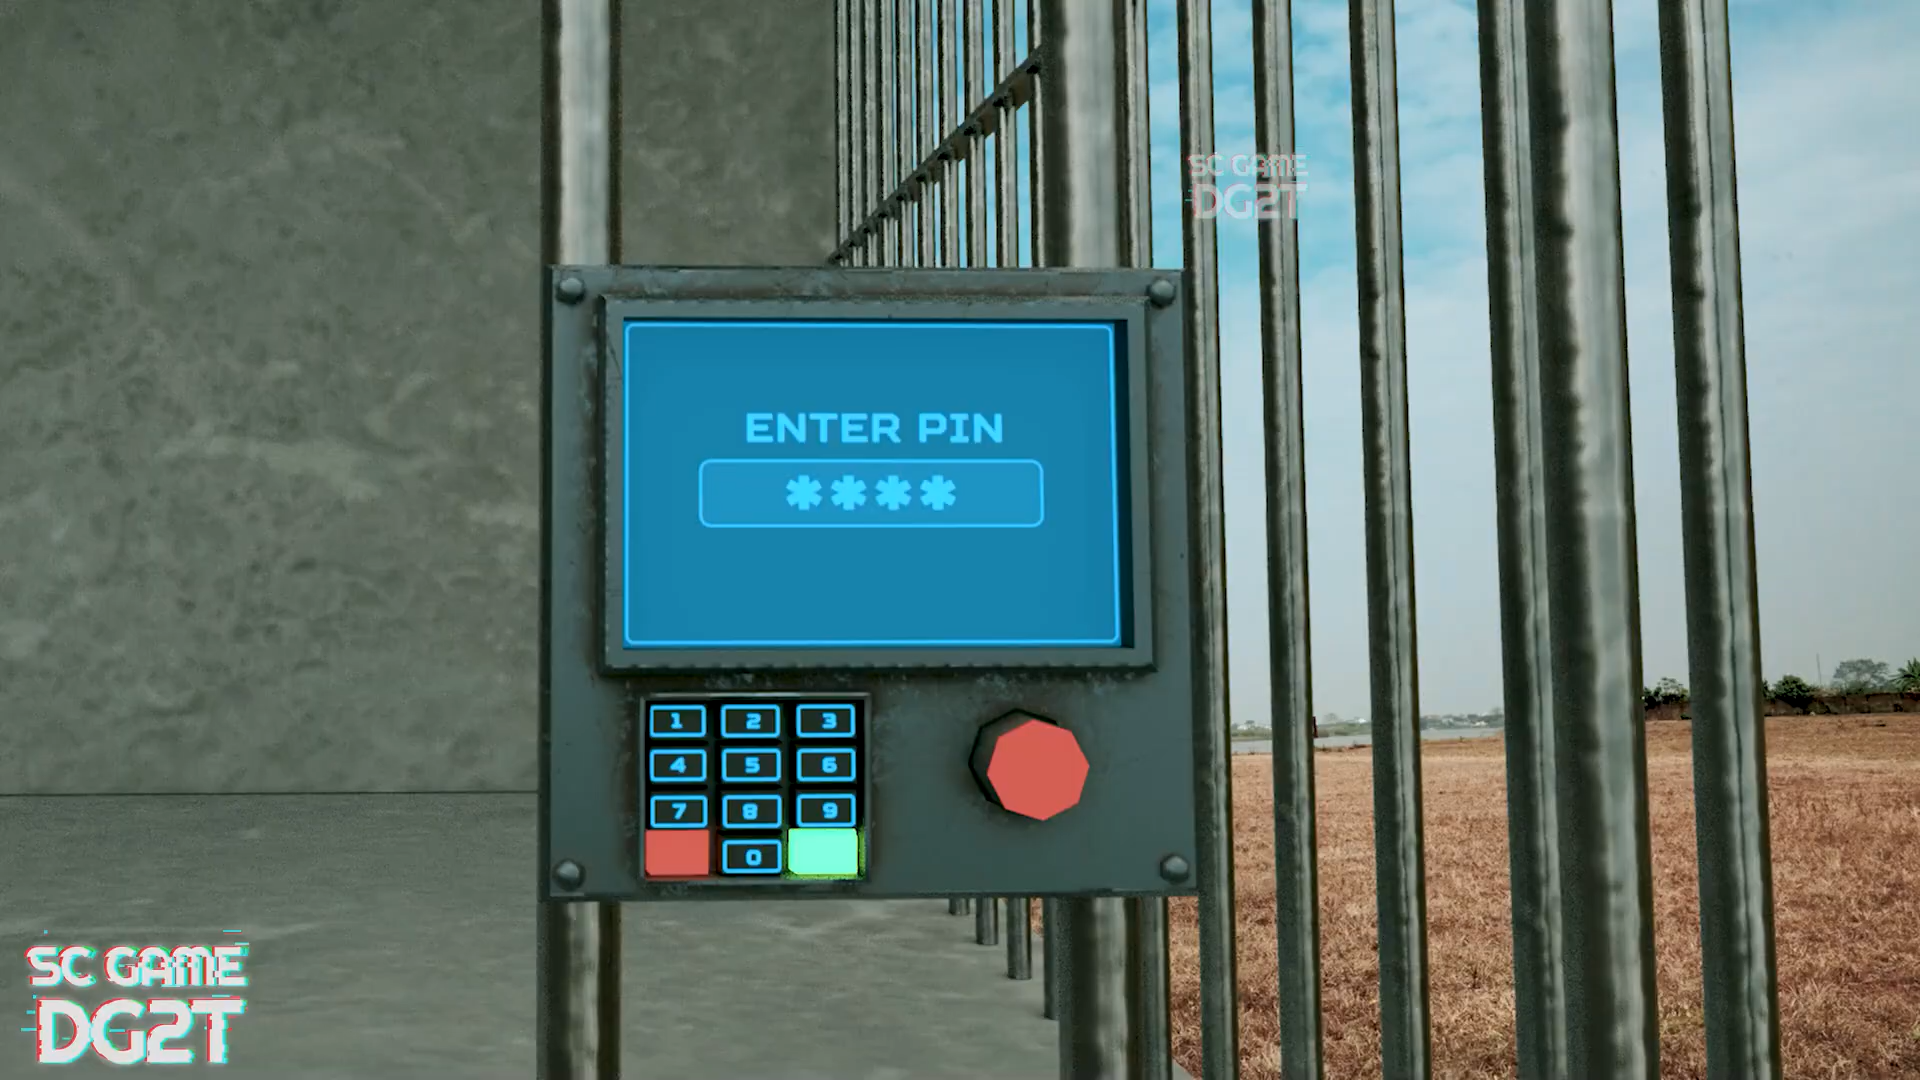 SC GAME
DG2T
ENTER PIN
****
1 2 3
4 5 6
7 8 9
0
SC GAME
DG2T